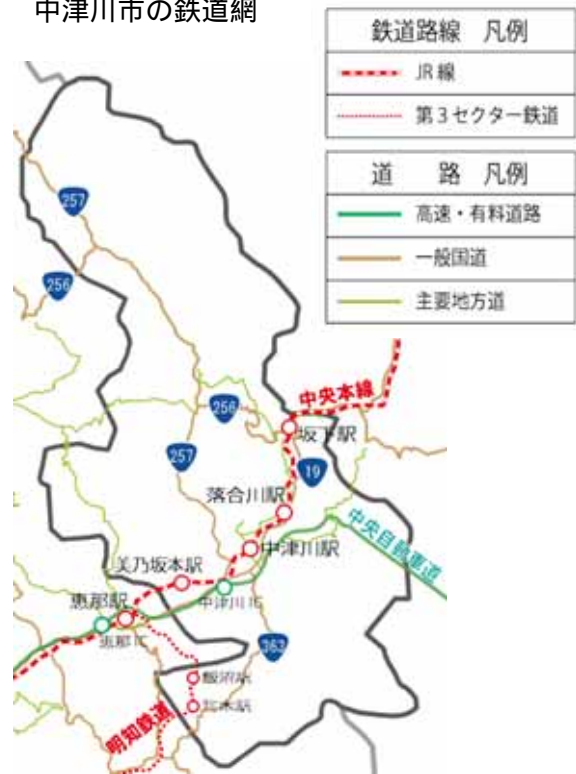 中津川市の鉄道網
鉄道路線 凡例
JR線
第3セクター鉄道
道 路 凡例
高速・有料道路
一般国道
主要地方道
257
256
中央本線
256
坂下駅
257
19
落合川駅
中央自動車道
中津川駅
美乃坂本駅
恵那駅
中津川IC
恵那IC
363
飯沼駅
明知鉄道